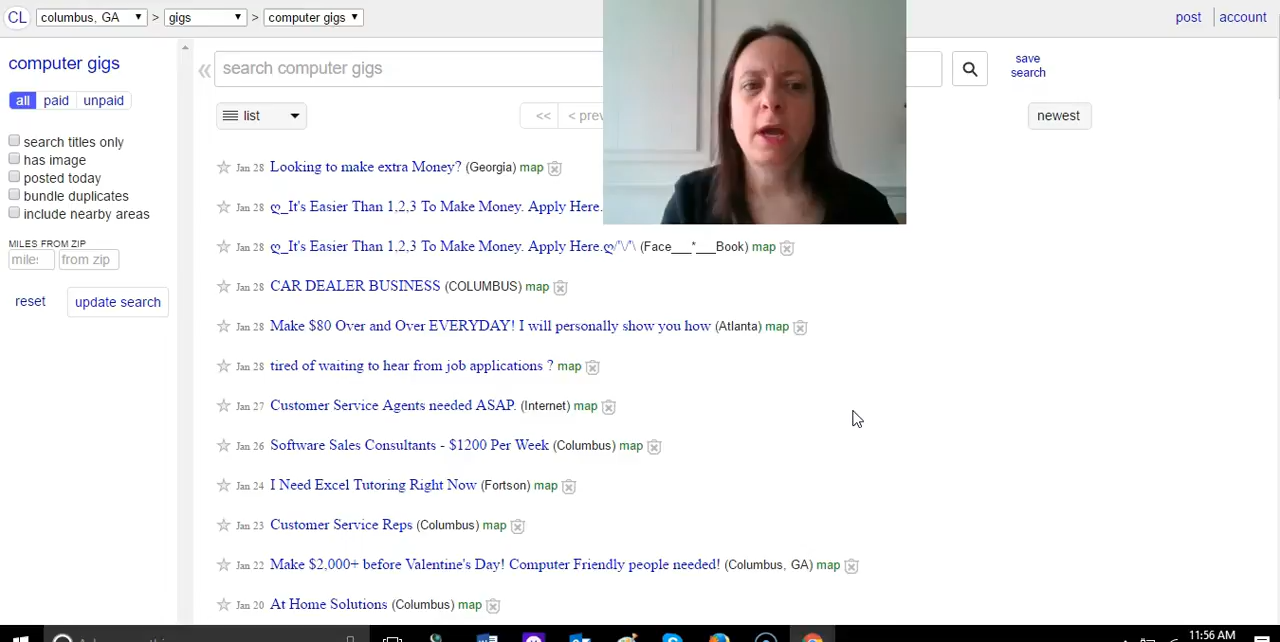 CL columbus, GA > gigs > computer gigs post account
computer gigs
search computer gigs
save search
all paid unpaid
list << < prev newest
search titles only
has image
posted today
bundle duplicates
include nearby areas
MILES FROM ZIP
miles from zip
reset update search
Jan 28 Looking to make extra Money? (Georgia) map
Jan 28 ღ_It's Easier Than 1,2,3 To Make Money. Apply Here.
Jan 28 ღ_It's Easier Than 1,2,3 To Make Money. Apply Here.ღ/'\/'\ (Face___*___Book) map
Jan 28 CAR DEALER BUSINESS (COLUMBUS) map
Jan 28 Make $80 Over and Over EVERYDAY! I will personally show you how (Atlanta) map
Jan 28 tired of waiting to hear from job applications ? map
Jan 27 Customer Service Agents needed ASAP. (Internet) map
Jan 26 Software Sales Consultants - $1200 Per Week (Columbus) map
Jan 24 I Need Excel Tutoring Right Now (Fortson) map
Jan 23 Customer Service Reps (Columbus) map
Jan 22 Make $2,000+ before Valentine's Day! Computer Friendly people needed! (Columbus, GA) map
Jan 20 At Home Solutions (Columbus) map
11:56 AM